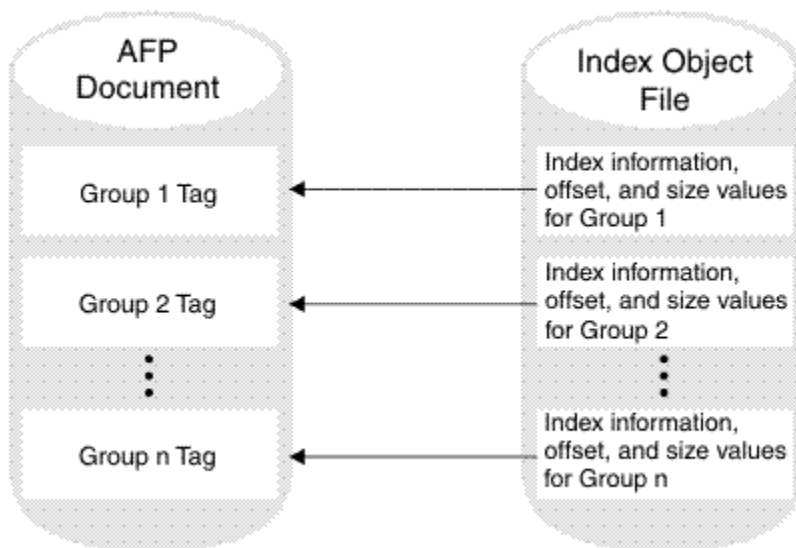 AFP
Document
Group 1 Tag
Group 2 Tag
Group n Tag
Index Object
File
Index information,
offset, and size values
for Group 1
Index information,
offset, and size values
for Group 2
Index information,
offset, and size values
for Group n